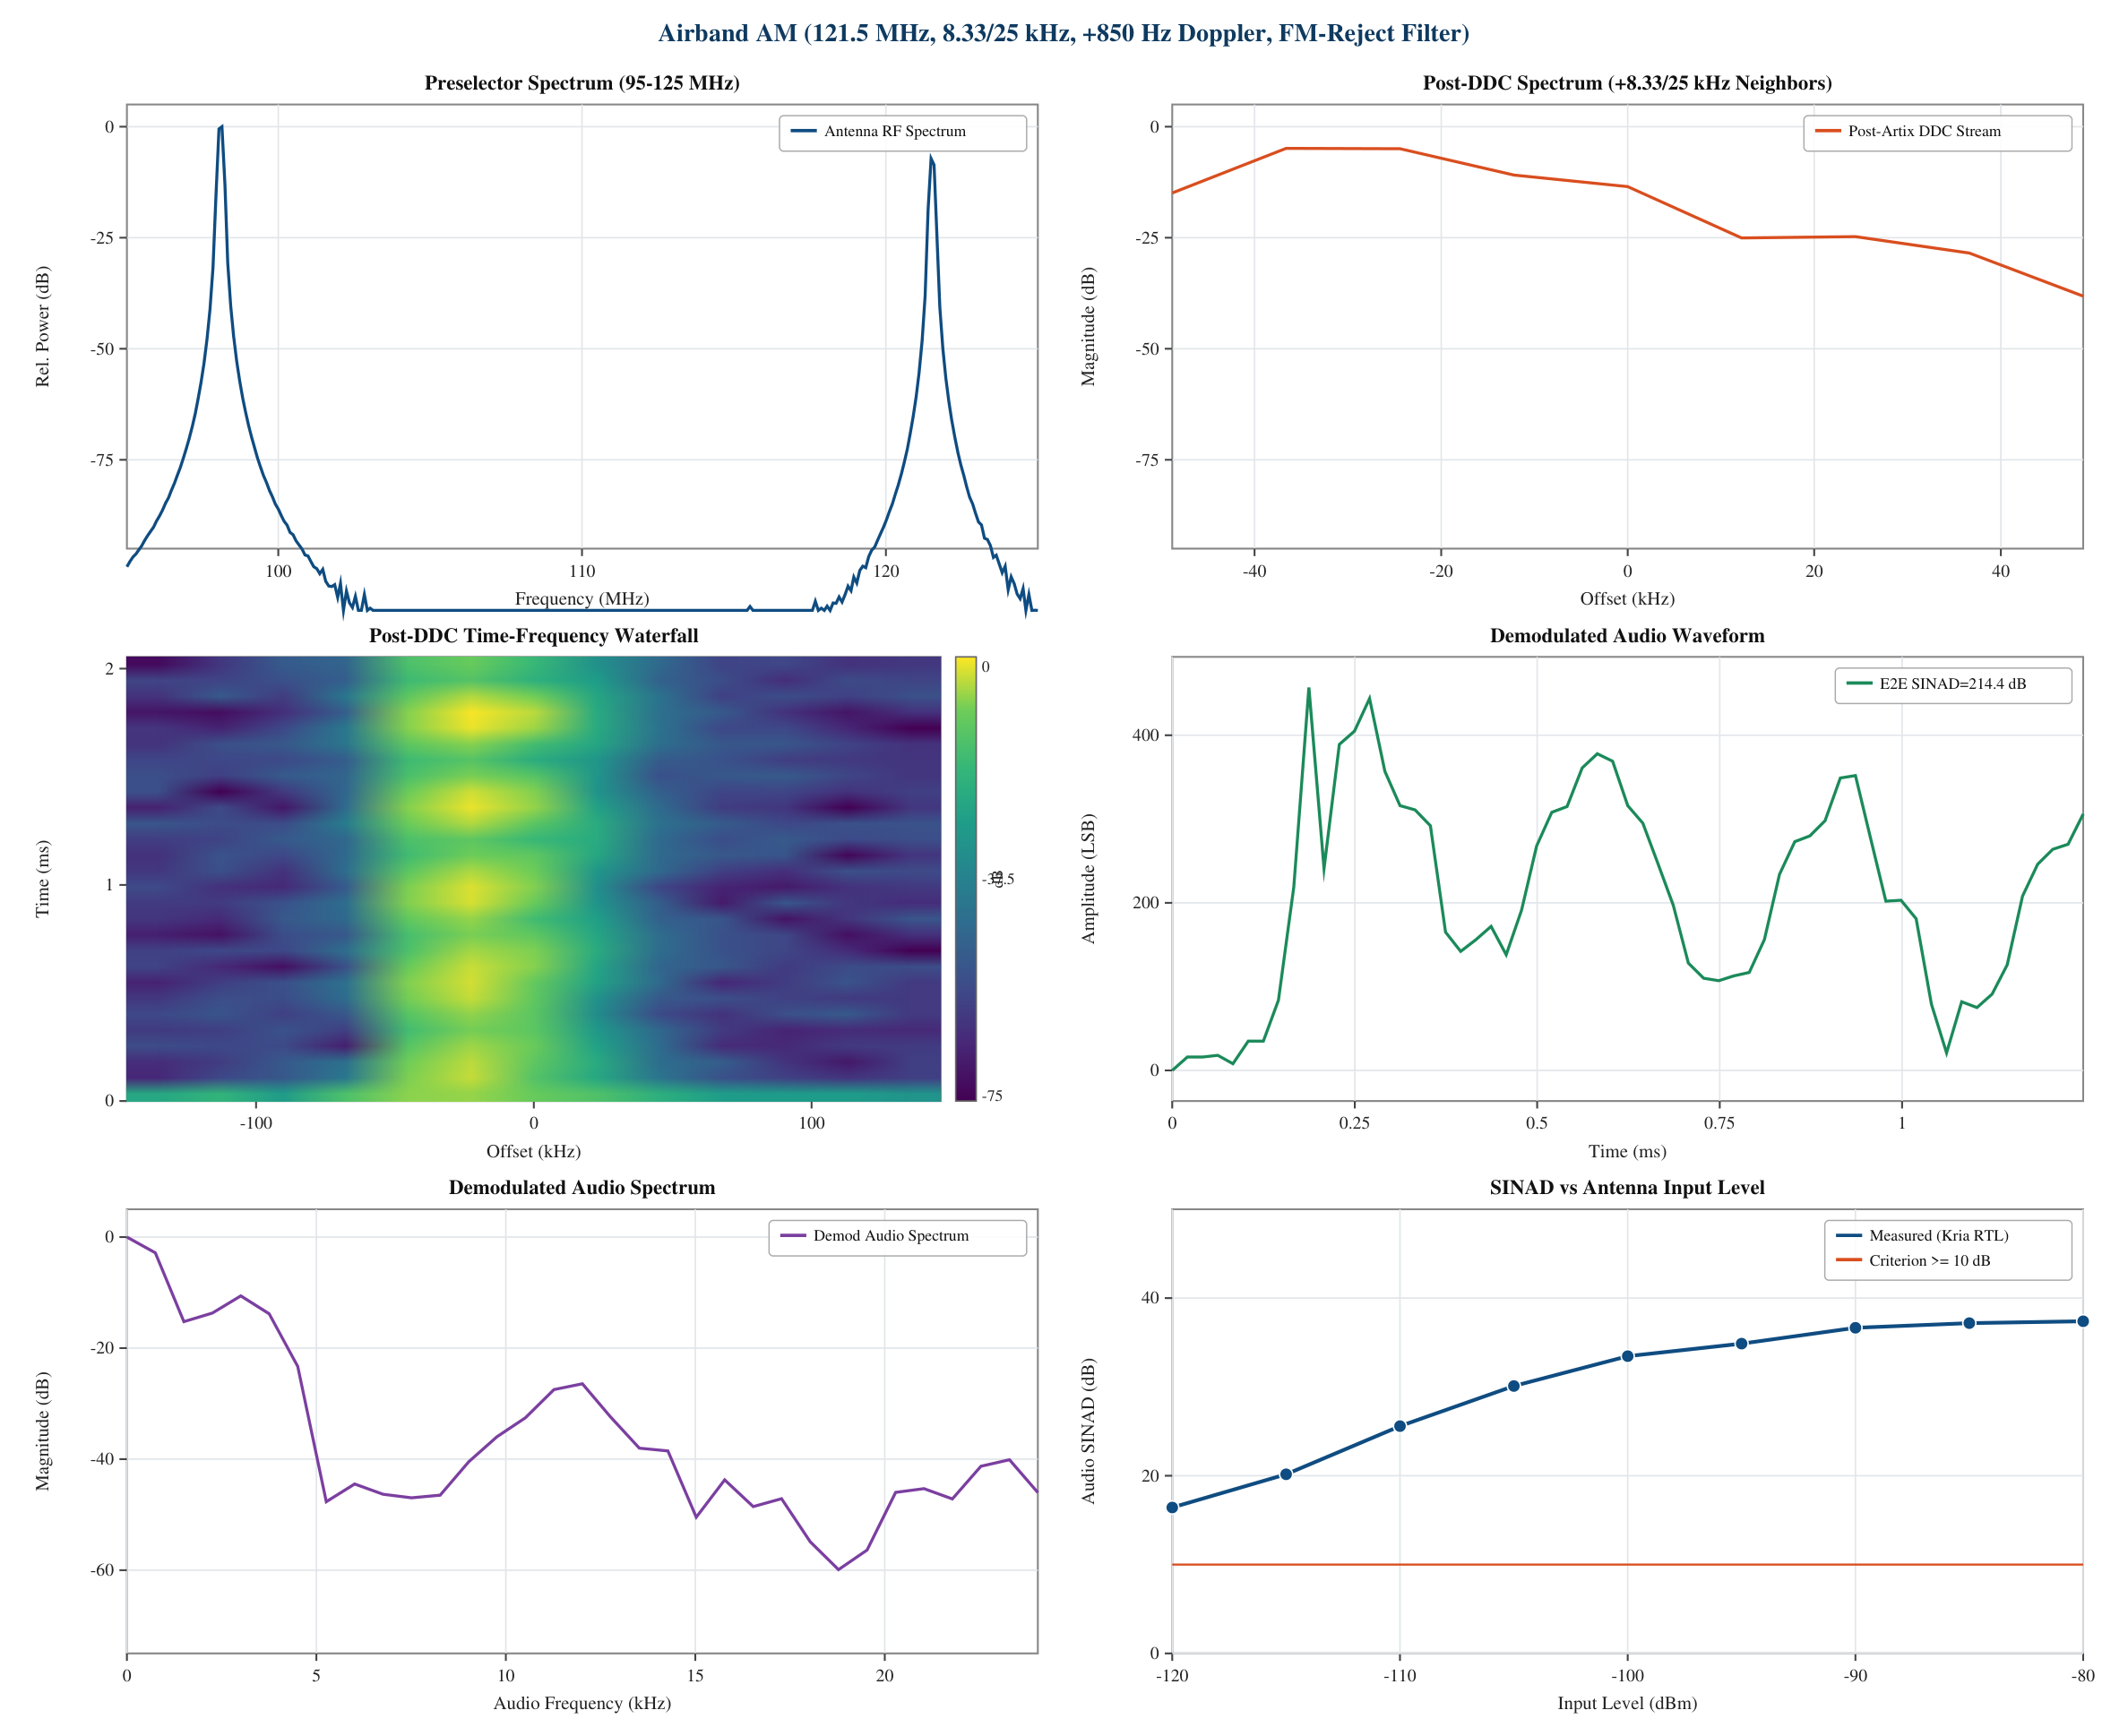 Airband AM (121.5 MHz, 8.33/25 kHz, +850 Hz Doppler, FM-Reject Filter)
Preselector Spectrum (95-125 MHz)
Antenna RF Spectrum
Rel. Power (dB)
0
-25
-50
-75
100
110
120
Frequency (MHz)
Post-DDC Spectrum (+8.33/25 kHz Neighbors)
Post-Artix DDC Stream
Magnitude (dB)
0
-25
-50
-75
-40
-20
0
20
40
Offset (kHz)
Post-DDC Time-Frequency Waterfall
Time (ms)
2
1
0
-100
0
100
Offset (kHz)
0
-37.5
dB
-75
Demodulated Audio Waveform
E2E SINAD=214.4 dB
Amplitude (LSB)
400
200
0
0
0.25
0.5
0.75
1
Time (ms)
Demodulated Audio Spectrum
Demod Audio Spectrum
Magnitude (dB)
0
-20
-40
-60
0
5
10
15
20
Audio Frequency (kHz)
SINAD vs Antenna Input Level
Measured (Kria RTL)
Criterion >= 10 dB
Audio SINAD (dB)
40
20
0
-120
-110
-100
-90
-80
Input Level (dBm)